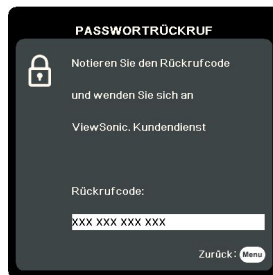 PASSWORTRÜCKRUF
Notieren Sie den Rückrufcode
und wenden Sie sich an
ViewSonic. Kundendienst
Rückrufcode:
XXX XXX XXX XXX
Zurück: Menu